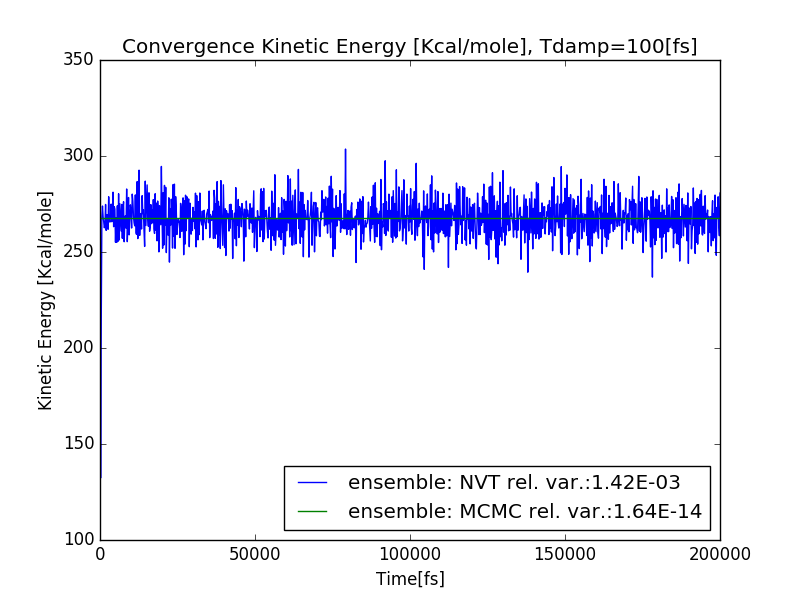 Convergence Kinetic Energy [Kcal/mole], Tdamp=100[fs]
350
300
250
200
150
100
Kinetic Energy [Kcal/mole]
ensemble: NVT rel. var.:1.42E-03
ensemble: MCMC rel. var.:1.64E-14
0 50000 100000 150000 200000
Time[fs]